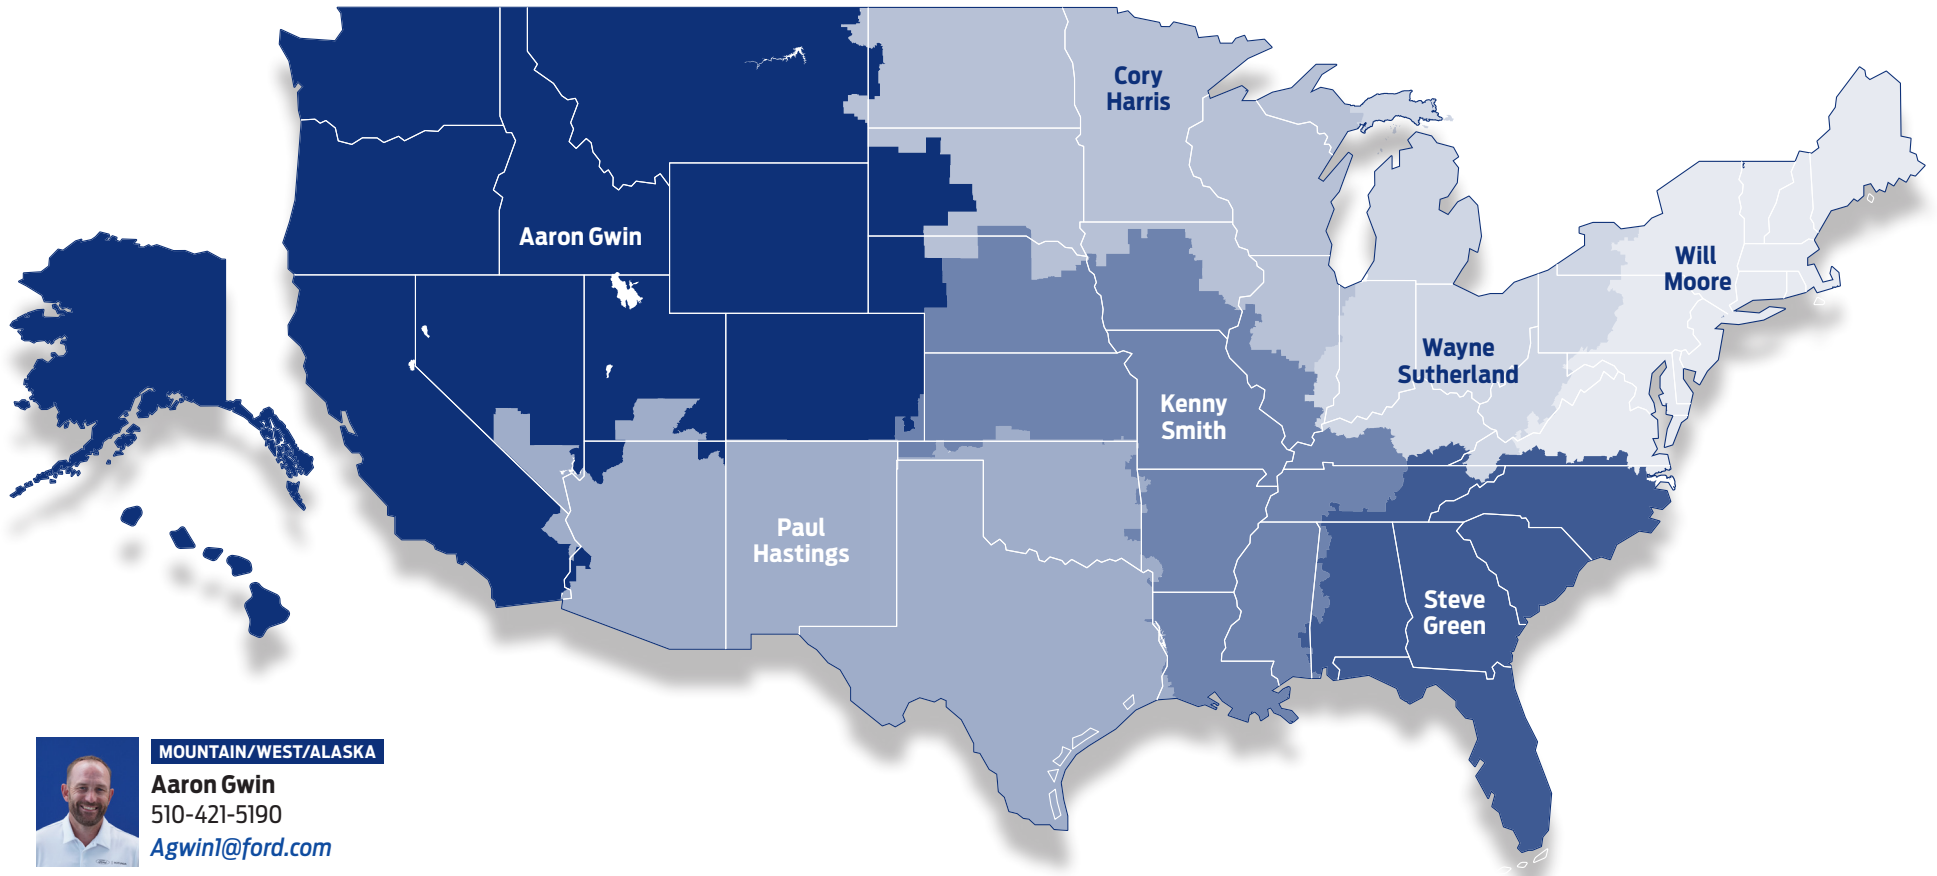 Cory
Harris
Aaron Gwin
Will
Moore
Wayne
Sutherland
Kenny
Smith
Paul
Hastings
Steve
Green
MOUNTAIN/WEST/ALASKA
Aaron Gwin
510-421-5190
Agwin1@ford.com